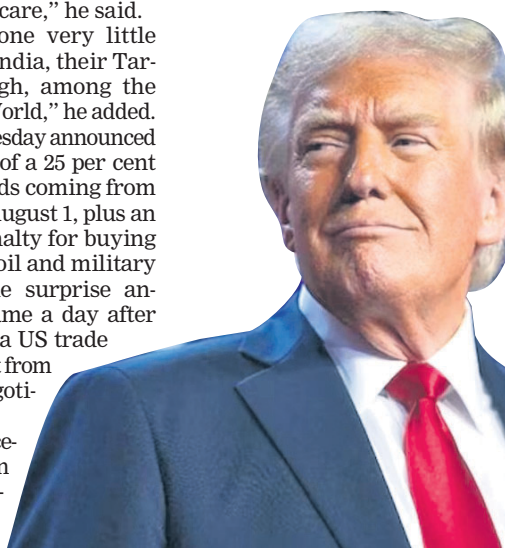 care,” he said.
one very little
ndia, their Tar-
gh, among the
World,” he added.
esday announced
of a 25 per cent
ds coming from
ugust 1, plus an
nalty for buying
oil and military
e surprise an-
me a day after
a US trade
t from
goti-
ce-
n
-